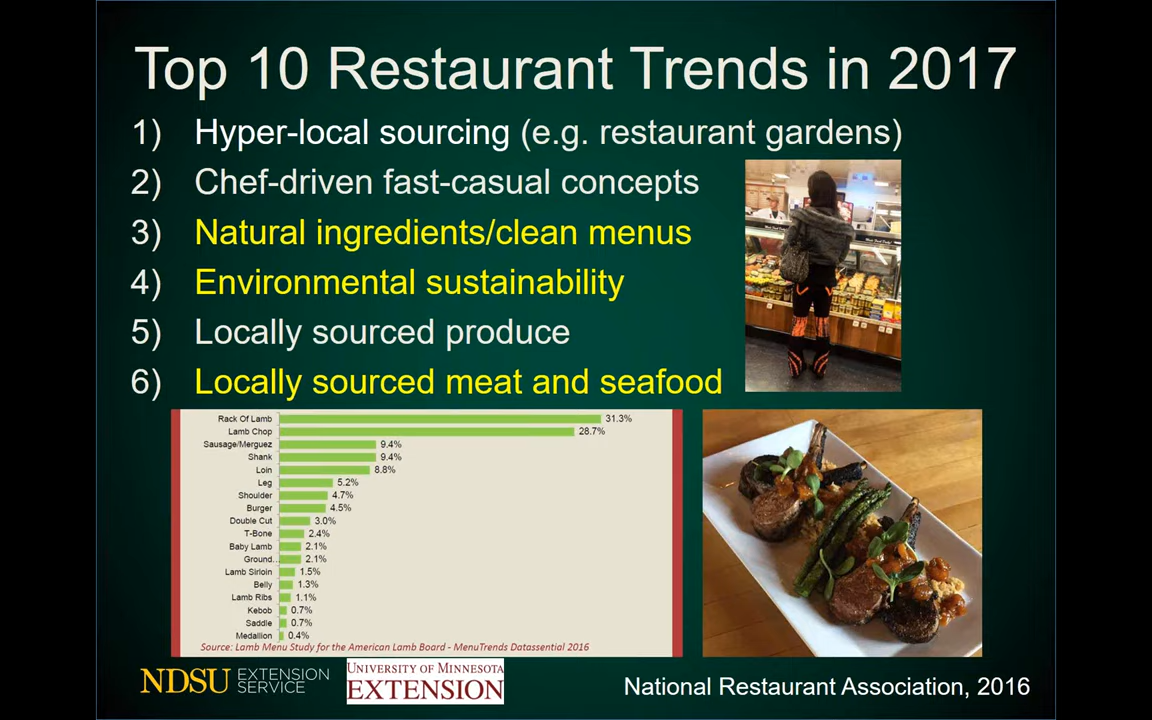 Top 10 Restaurant Trends in 2017
1) Hyper-local sourcing (e.g. restaurant gardens)
2) Chef-driven fast-casual concepts
3) Natural ingredients/clean menus
4) Environmental sustainability
5) Locally sourced produce
6) Locally sourced meat and seafood
Rack Of Lamb 31.3%
Lamb Chop 28.7%
Sausage/Merguez 9.4%
Shank 9.4%
Loin 8.8%
Leg 5.2%
Shoulder 4.7%
Burger 4.5%
Double Cut 3.0%
T-Bone 2.4%
Baby Lamb 2.1%
Ground... 2.1%
Lamb Sirloin 1.5%
Belly 1.3%
Lamb Ribs 1.1%
Kebob 0.7%
Saddle 0.7%
Medallion 0.4%
Source: Lamb Menu Study for the American Lamb Board - MenuTrends Datassential 2016
NDSU EXTENSION
SERVICE
UNIVERSITY OF MINNESOTA
EXTENSION
National Restaurant Association, 2016